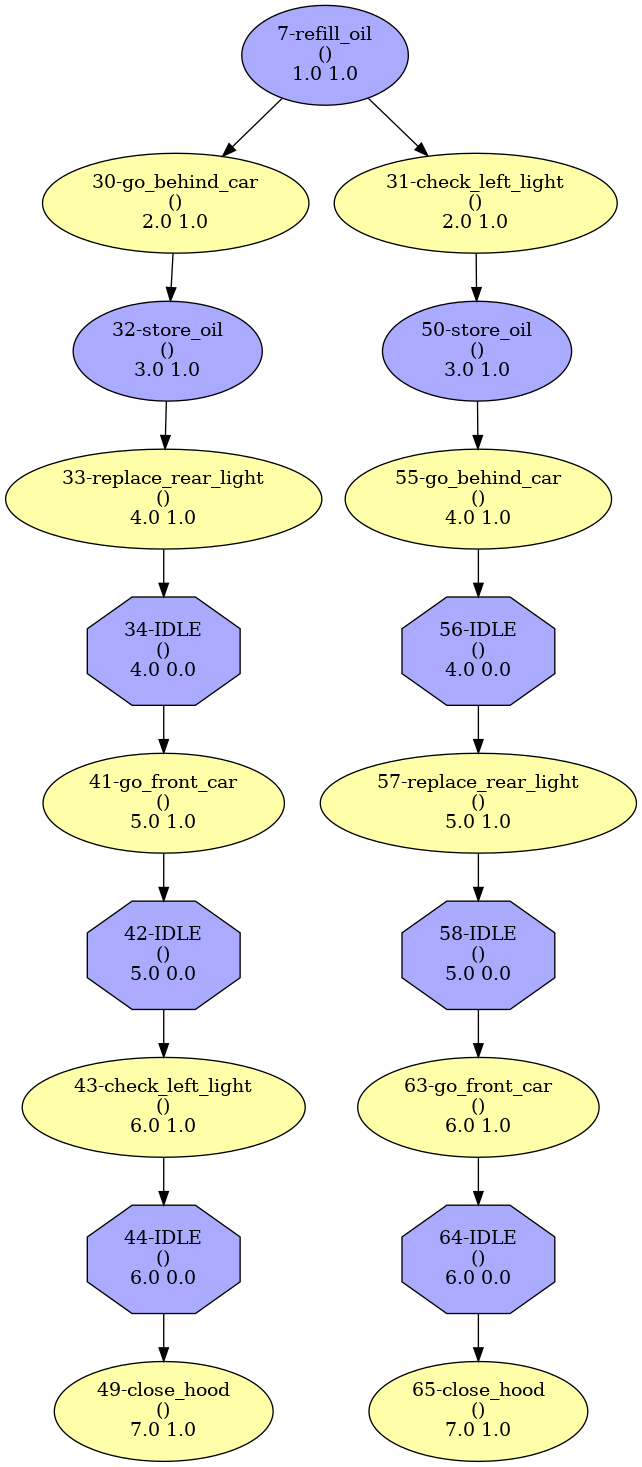 7-refill_oil
()
1.0 1.0
30-go_behind_car
()
2.0 1.0
31-check_left_light
()
2.0 1.0
32-store_oil
()
3.0 1.0
50-store_oil
()
3.0 1.0
33-replace_rear_light
()
4.0 1.0
55-go_behind_car
()
4.0 1.0
34-IDLE
()
4.0 0.0
56-IDLE
()
4.0 0.0
41-go_front_car
()
5.0 1.0
57-replace_rear_light
()
5.0 1.0
42-IDLE
()
5.0 0.0
58-IDLE
()
5.0 0.0
43-check_left_light
()
6.0 1.0
63-go_front_car
()
6.0 1.0
44-IDLE
()
6.0 0.0
64-IDLE
()
6.0 0.0
49-close_hood
()
7.0 1.0
65-close_hood
()
7.0 1.0